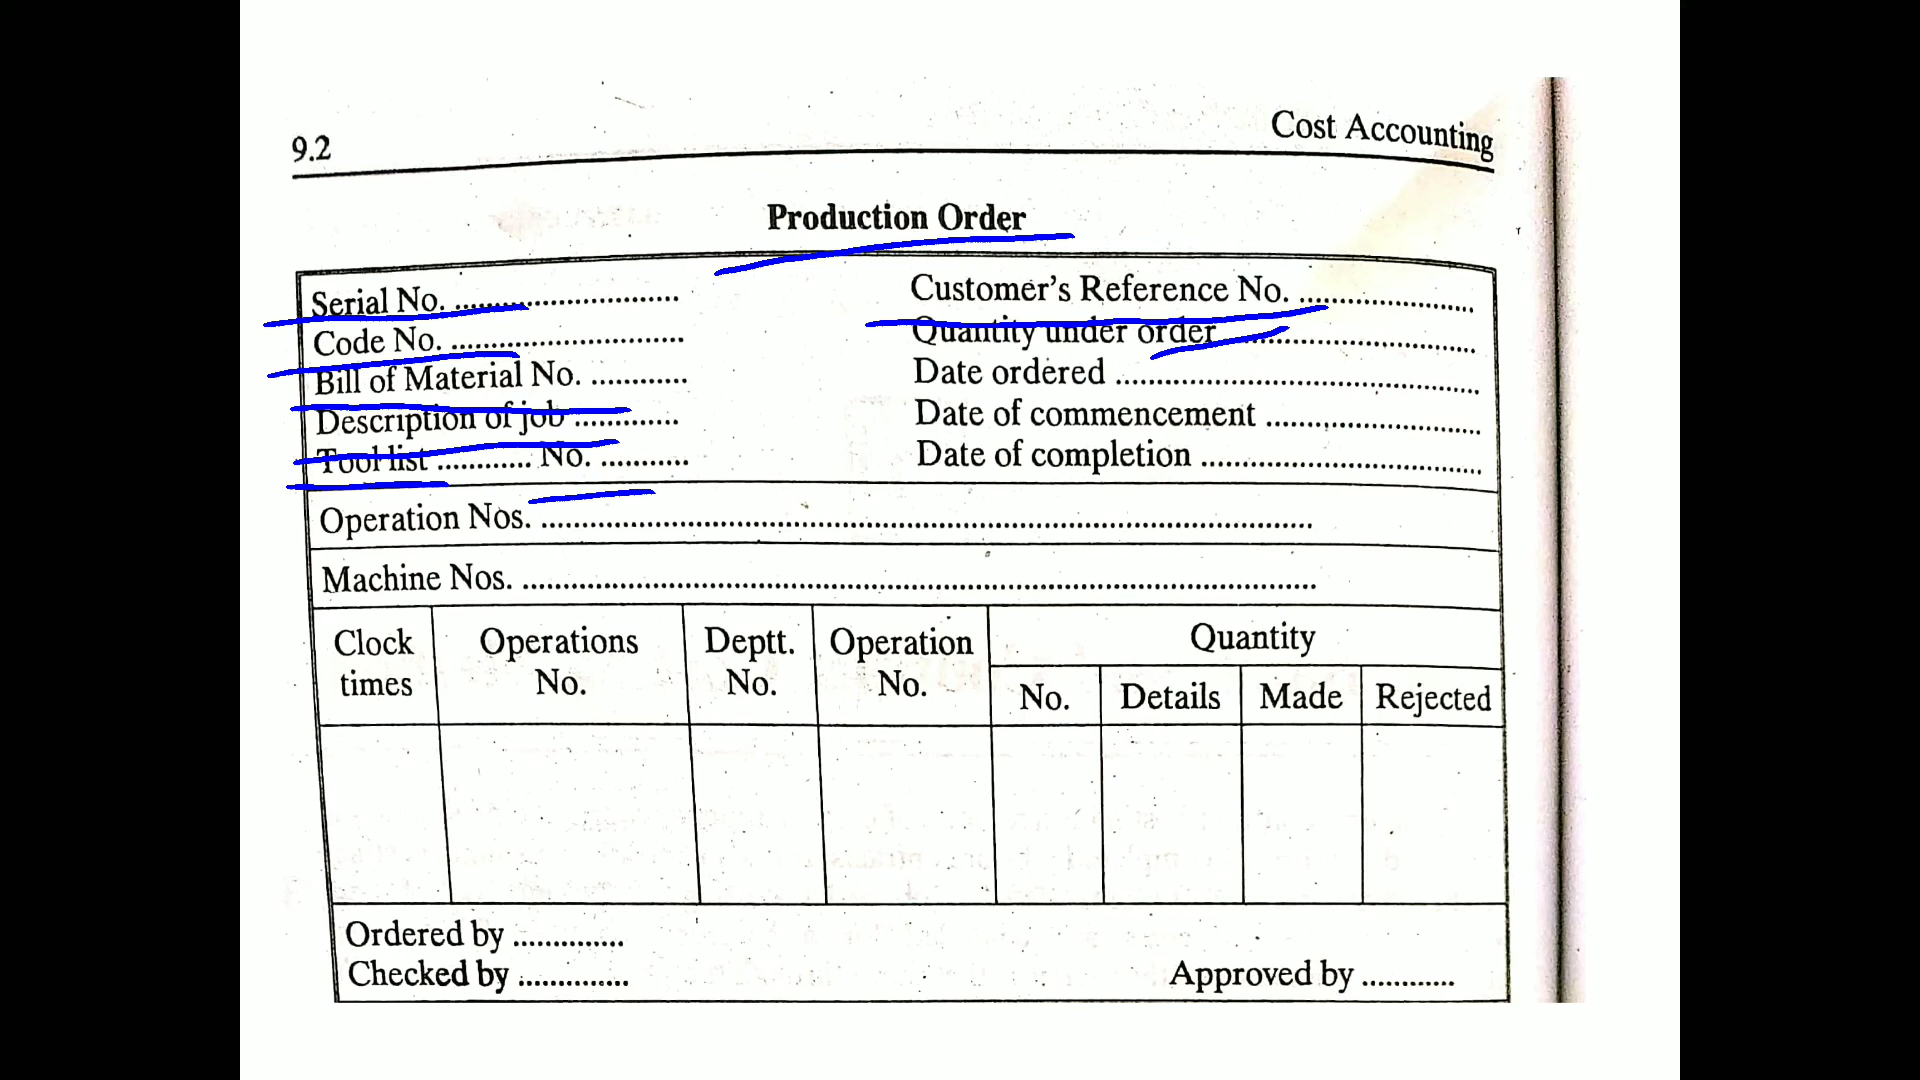 9.2 Cost Accounting
Production Order
Serial No. ............................ Customer's Reference No. ......................
Code No. ............................. Quantity under order ..............................
Bill of Material No. ............ Date ordered ..............................................
Description of job ............. Date of commencement ...........................
Tool list ............ No. ........... Date of completion ...................................
Operation Nos. ..........................................................................................
Machine Nos. ............................................................................................
Clock times Operations No. Deptt. No. Operation No. Quantity
No. Details Made Rejected
Ordered by ..............
Checked by .............. Approved by ............